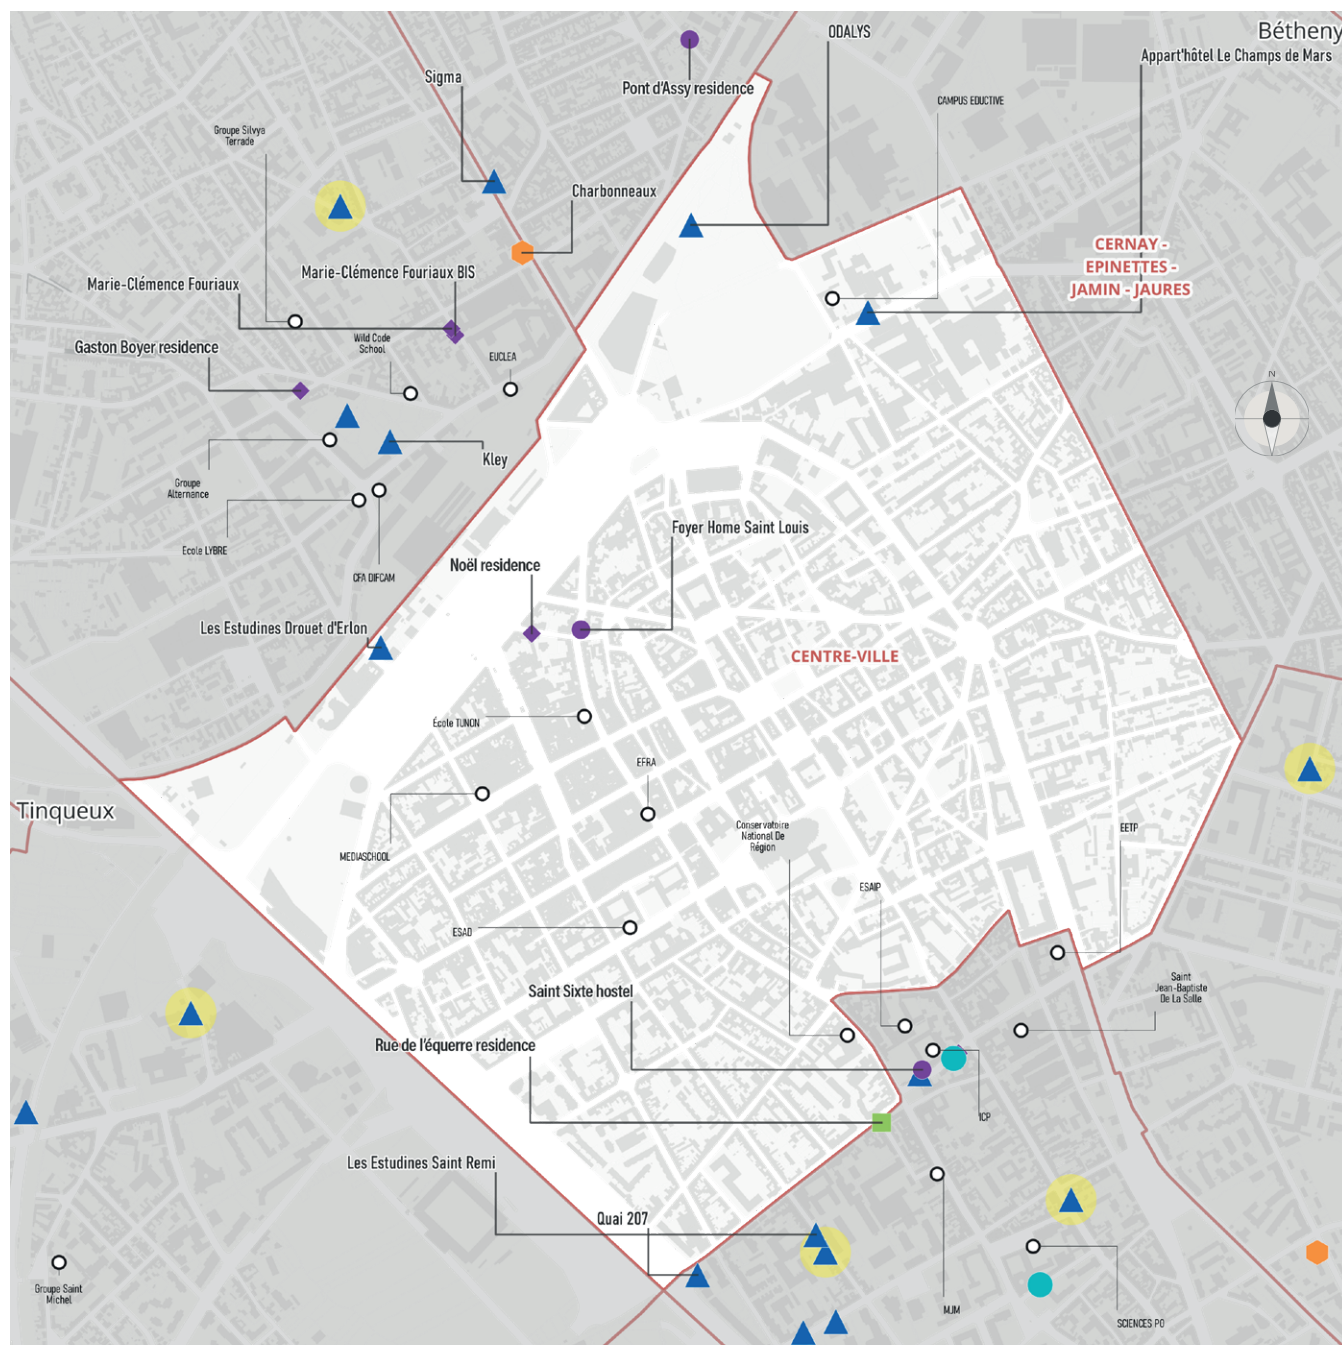 Bétheny
ODALYS
Appart'hôtel Le Champs de Mars
Sigma
Pont d'Assy residence
CAMPUS EDUCTIVE
Groupe Silvya
Terrade
Charbonneaux
CERNAY -
EPINETTES -
JAMIN - JAURES
Marie-Clémence Fouriaux BIS
Marie-Clémence Fouriaux
Wild Code
School
Gaston Boyer residence
EUCLEA
N
Kley
Groupe
Alternance
Foyer Home Saint Louis
Ecole LYBRE
Noël residence
CFA DIFCAM
Les Estudines Drouet d'Erlon
CENTRE-VILLE
École TUNON
EFRA
Tinqueux
Conservatoire
National De
Région
EETP
MEDIASCHOOL
ESAIP
ESAD
Saint
Jean-Baptiste
De La Salle
Saint Sixte hostel
Rue de l'équerre residence
ICP
Les Estudines Saint Remi
Quai 207
Groupe Saint
Michel
MJM
SCIENCES PO